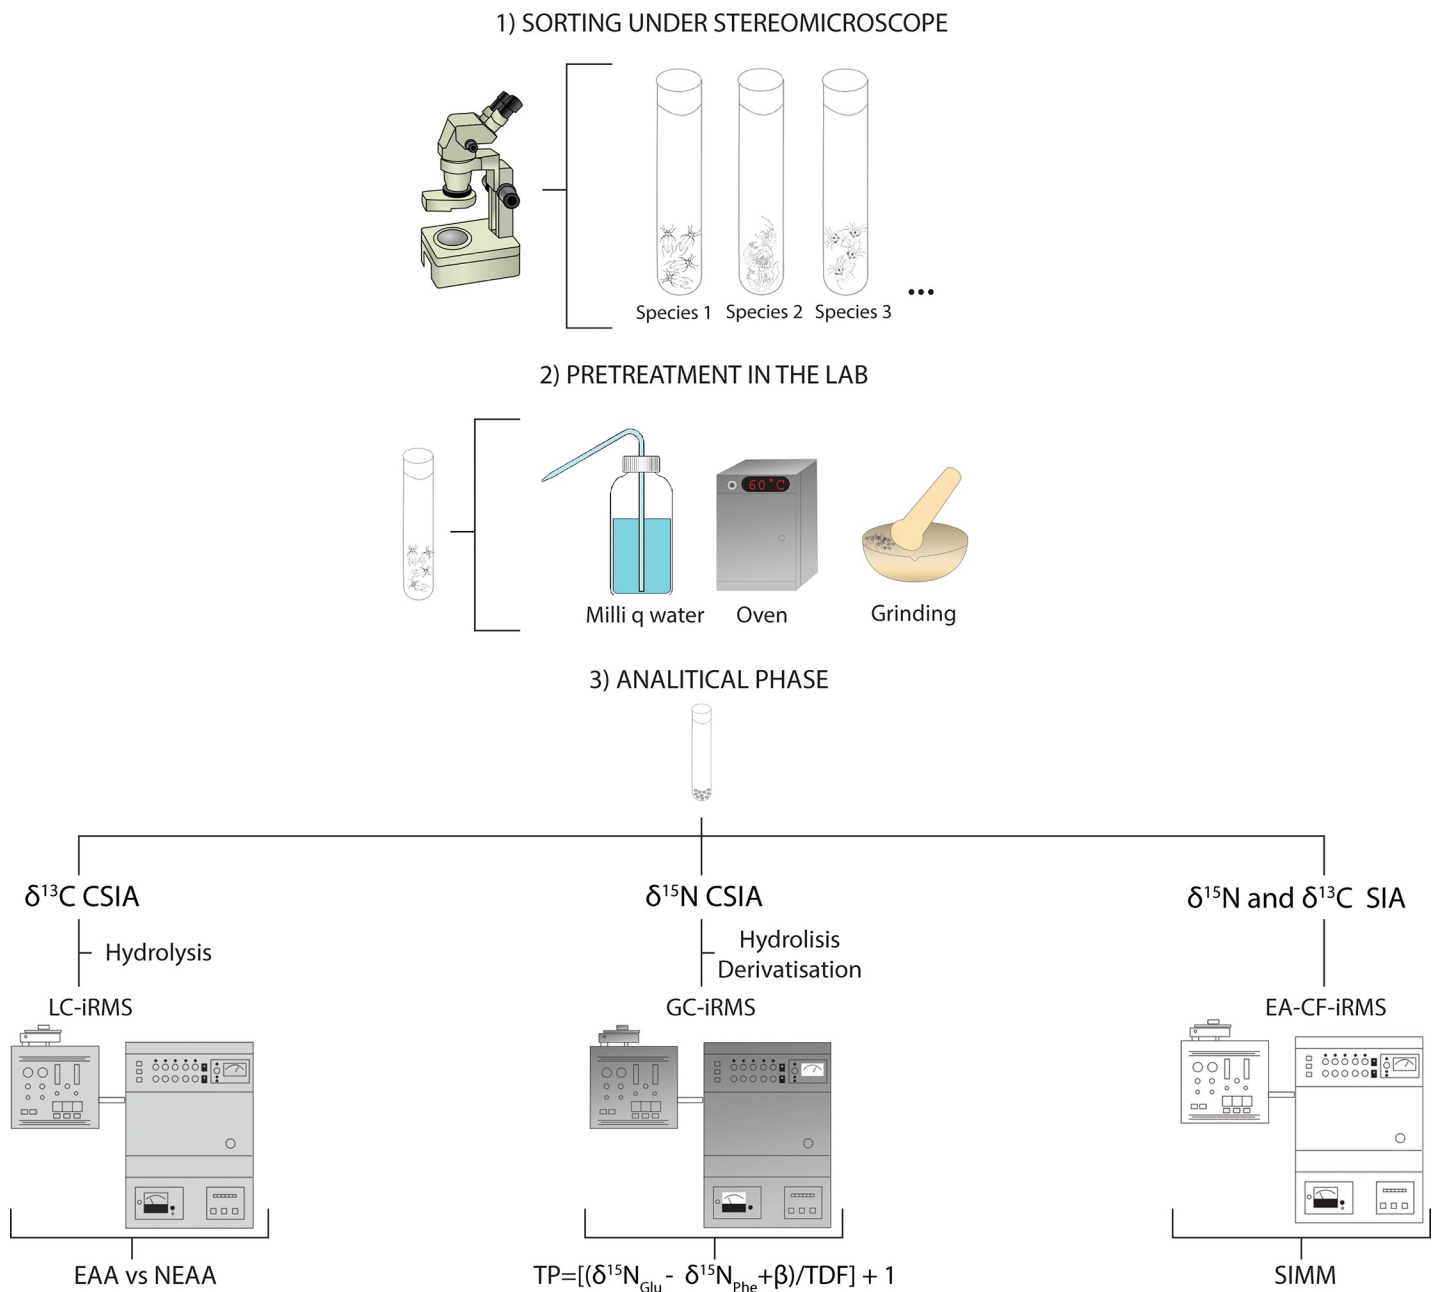 1) SORTING UNDER STEREOMICROSCOPE
Species 1 Species 2 Species 3 ...
2) PRETREATMENT IN THE LAB
60°C
Milli q water Oven Grinding
3) ANALITICAL PHASE
δ¹³C CSIA δ¹⁵N CSIA δ¹⁵N and δ¹³C SIA
Hydrolysis
Hydrolisis
Derivatisation
LC-iRMS GC-iRMS EA-CF-iRMS
EAA vs NEAA TP=[(δ¹⁵N_Glu - δ¹⁵N_Phe+β)/TDF] + 1 SIMM